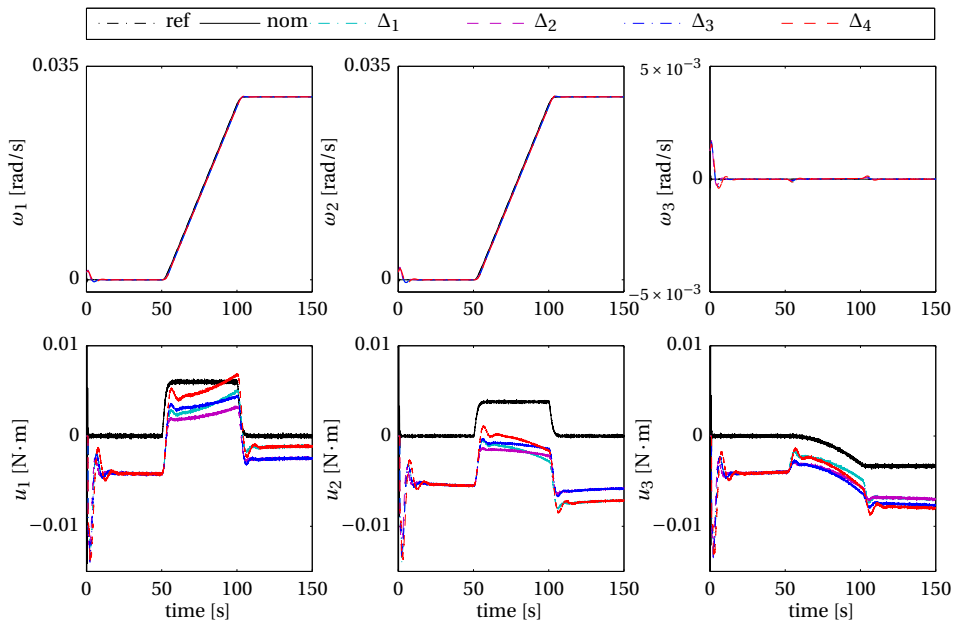 ref nom Δ1 Δ2 Δ3 Δ4
0.035 0.035 5 × 10−3
ω1 [rad/s] ω2 [rad/s] ω3 [rad/s]
0 0 0
−5 × 10−3
0 50 100 150 0 50 100 150 0 50 100 150
0.01 0.01 0.01
u1 [N · m] u2 [N · m] u3 [N · m]
0 0 0
−0.01 −0.01 −0.01
0 50 100 150 0 50 100 150 0 50 100 150
time [s] time [s] time [s]